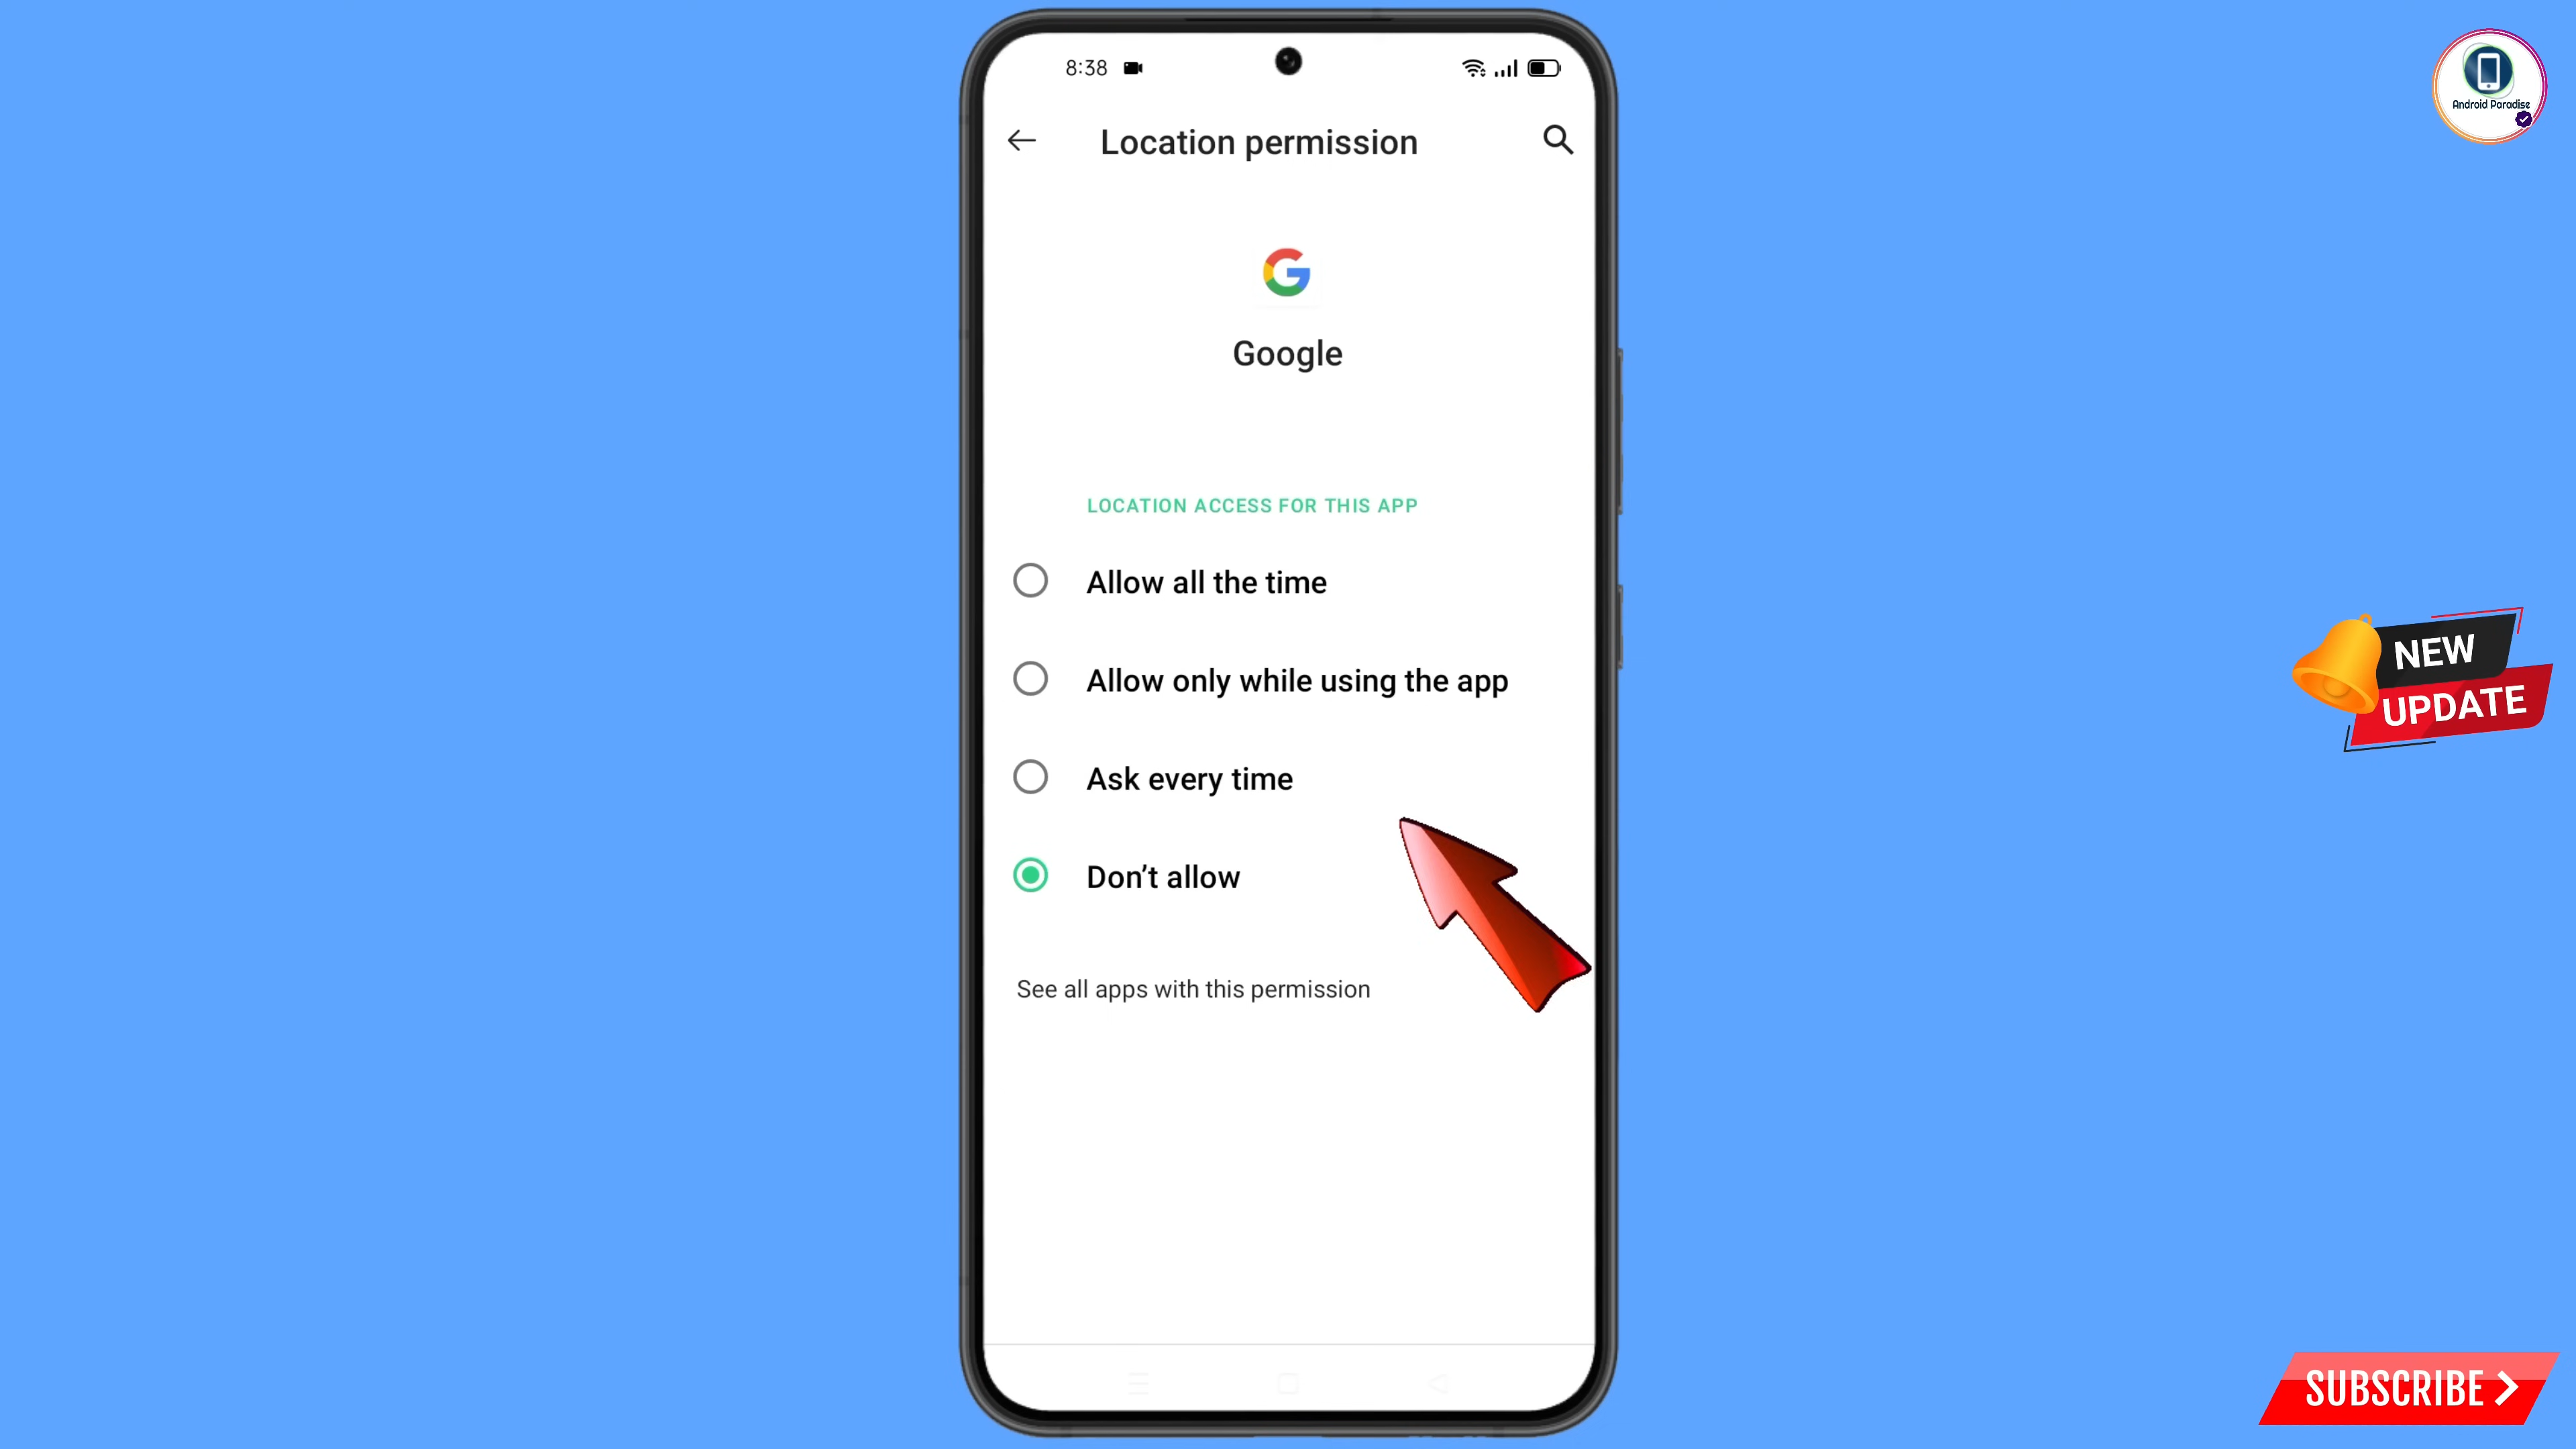 8:38
Android Paradise
Location permission
Google
LOCATION ACCESS FOR THIS APP
Allow all the time
Allow only while using the app
NEW
UPDATE
Ask every time
Don't allow
See all apps with this permission
SUBSCRIBE